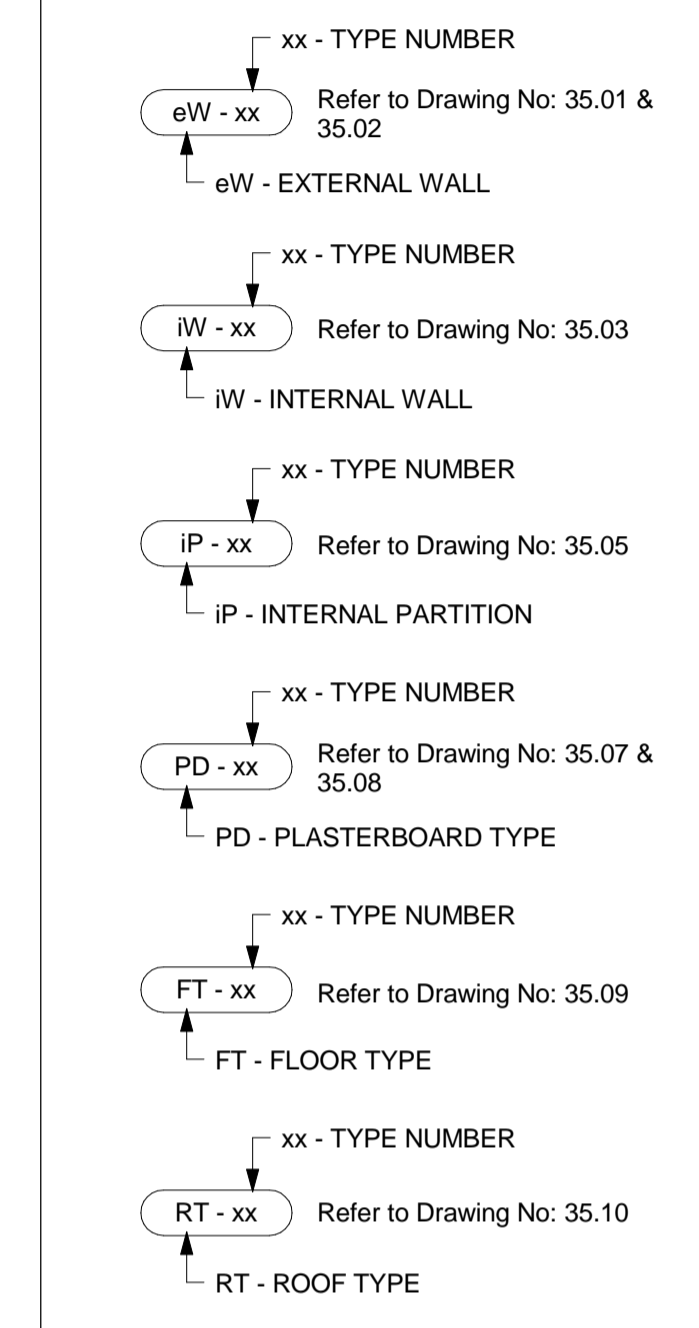 xx - TYPE NUMBER
eW - xx
Refer to Drawing No: 35.01 &
35.02
eW - EXTERNAL WALL
xx - TYPE NUMBER
iW - xx
Refer to Drawing No: 35.03
iW - INTERNAL WALL
xx - TYPE NUMBER
iP - xx
Refer to Drawing No: 35.05
iP - INTERNAL PARTITION
xx - TYPE NUMBER
PD - xx
Refer to Drawing No: 35.07 &
35.08
PD - PLASTERBOARD TYPE
xx - TYPE NUMBER
FT - xx
Refer to Drawing No: 35.09
FT - FLOOR TYPE
xx - TYPE NUMBER
RT - xx
Refer to Drawing No: 35.10
RT - ROOF TYPE